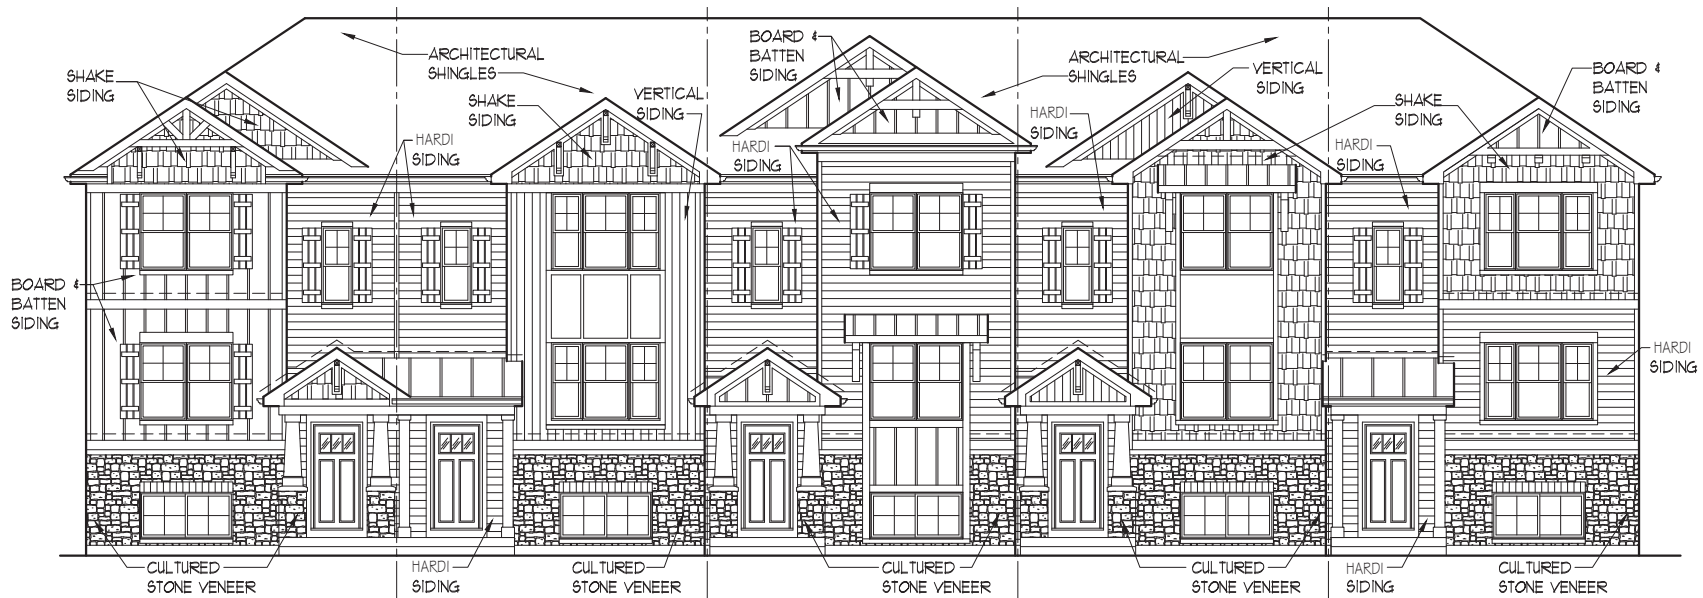 SHAKE
SIDING
ARCHITECTURAL
SHINGLES
HARDI
SIDING
SHAKE
SIDING
VERTICAL
SIDING
BOARD &
BATTEN
SIDING
HARDI
SIDING
ARCHITECTURAL
SHINGLES
HARDI
SIDING
VERTICAL
SIDING
SHAKE
SIDING
HARDI
SIDING
BOARD &
BATTEN
SIDING
BOARD &
BATTEN
SIDING
HARDI
SIDING
CULTURED
STONE VENEER
HARDI
SIDING
CULTURED
STONE VENEER
CULTURED
STONE VENEER
CULTURED
STONE VENEER
HARDI
SIDING
CULTURED
STONE VENEER